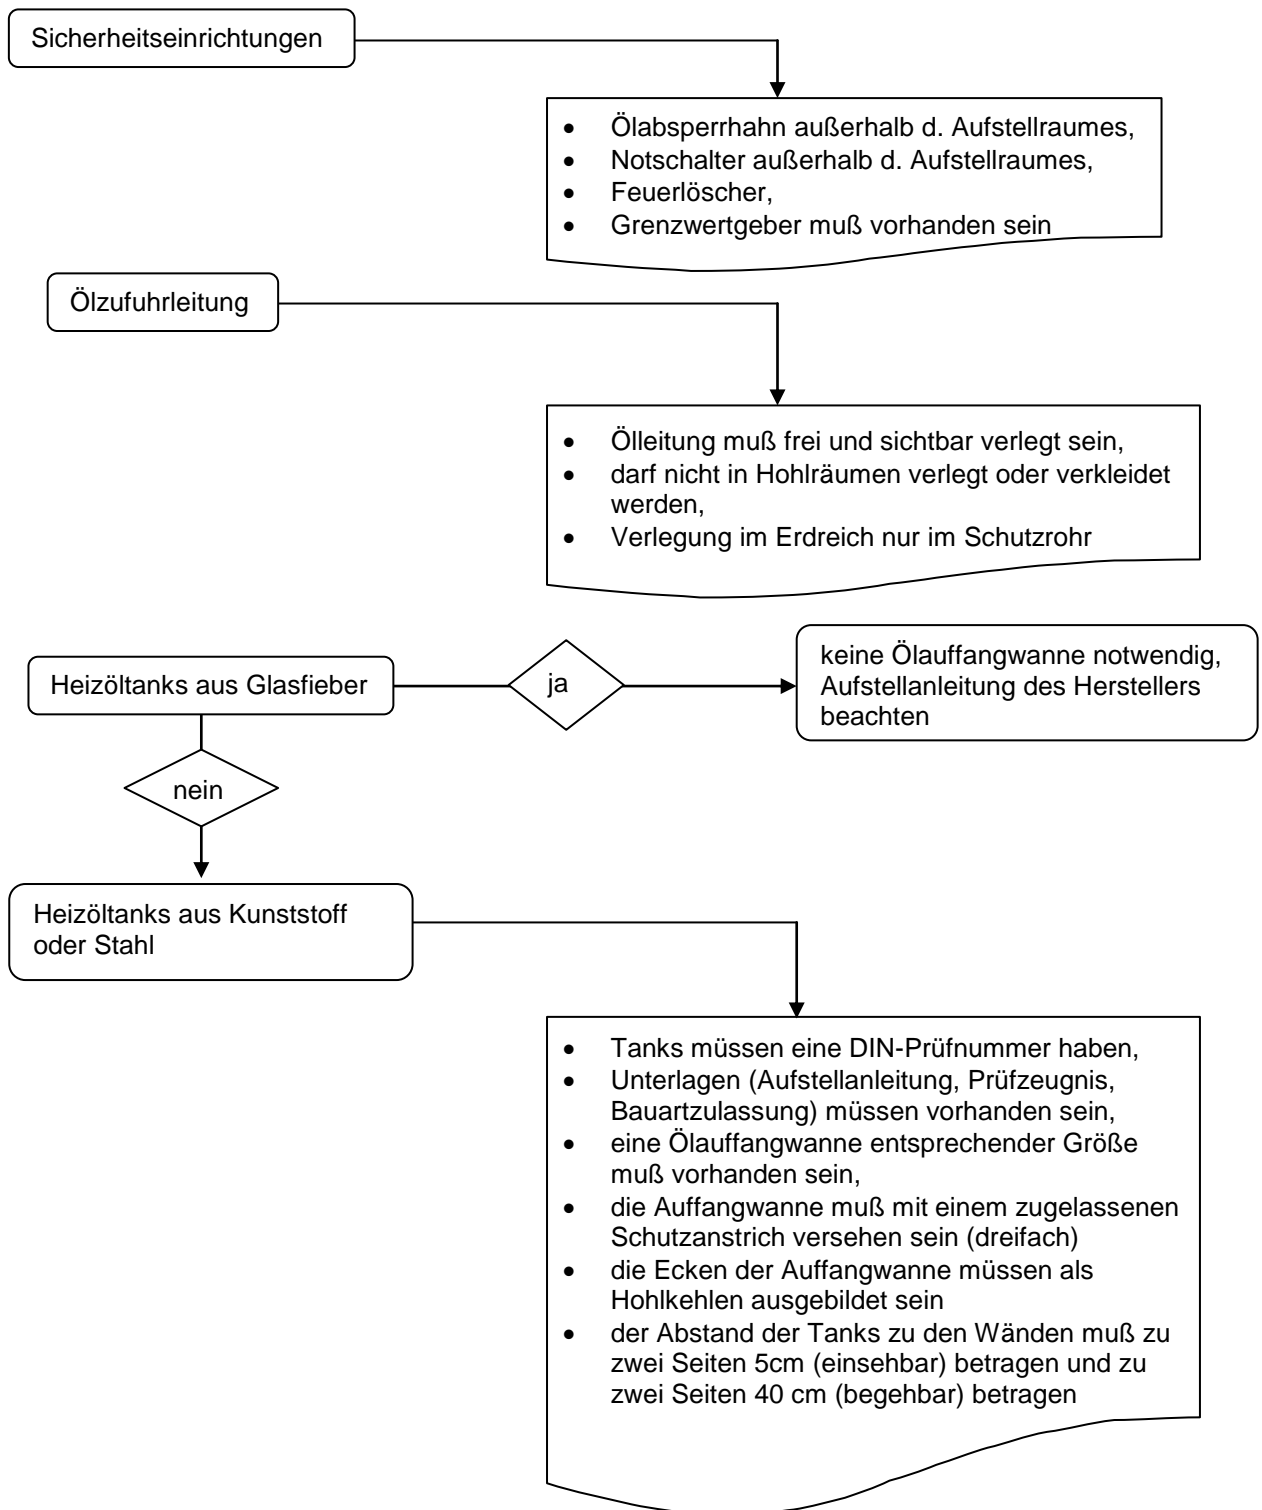 Sicherheitseinrichtungen
• Ölabsperrhahn außerhalb d. Aufstellraumes,
• Notschalter außerhalb d. Aufstellraumes,
• Feuerlöscher,
• Grenzwertgeber muß vorhanden sein
Ölzufuhrleitung
• Ölleitung muß frei und sichtbar verlegt sein,
• darf nicht in Hohlräumen verlegt oder verkleidet
werden,
• Verlegung im Erdreich nur im Schutzrohr
Heizöltanks aus Glasfieber
ja
keine Ölauffangwanne notwendig,
Aufstellanleitung des Herstellers
beachten
nein
Heizöltanks aus Kunststoff
oder Stahl
• Tanks müssen eine DIN-Prüfnummer haben,
• Unterlagen (Aufstellanleitung, Prüfzeugnis,
Bauartzulassung) müssen vorhanden sein,
• eine Ölauffangwanne entsprechender Größe
muß vorhanden sein,
• die Auffangwanne muß mit einem zugelassenen
Schutzanstrich versehen sein (dreifach)
• die Ecken der Auffangwanne müssen als
Hohlkehlen ausgebildet sein
• der Abstand der Tanks zu den Wänden muß zu
zwei Seiten 5cm (einsehbar) betragen und zu
zwei Seiten 40 cm (begehbar) betragen